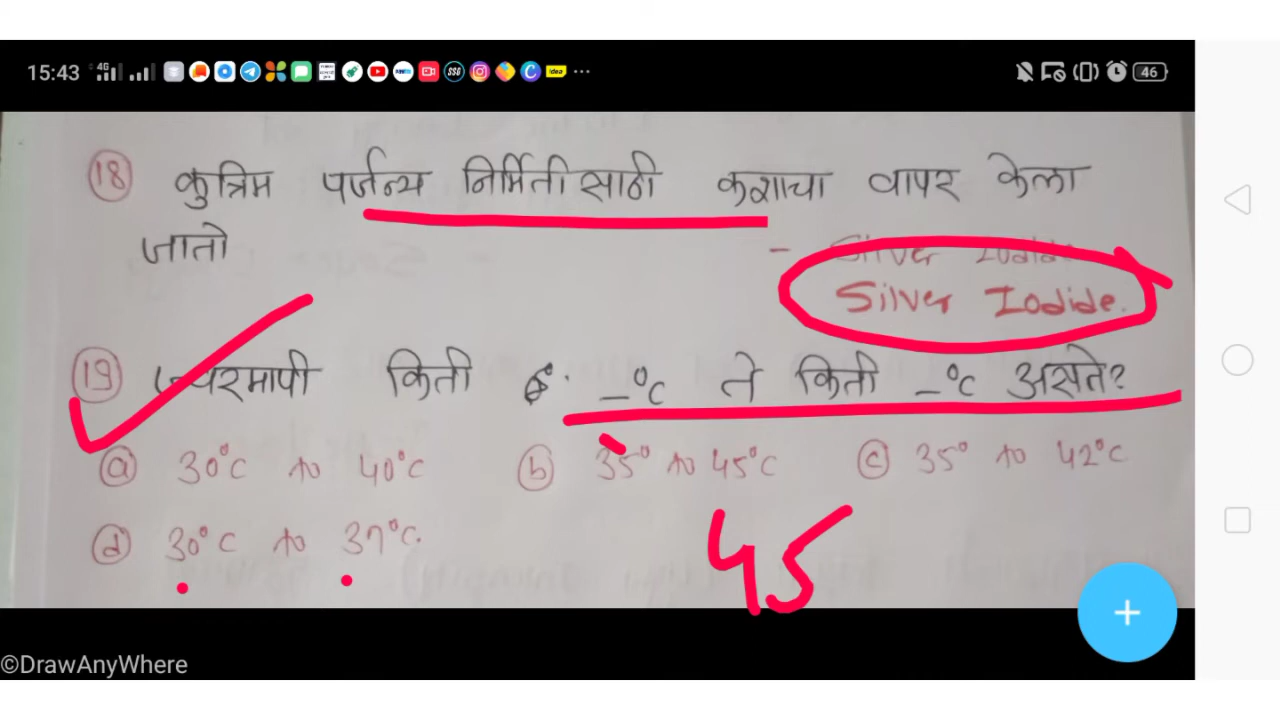 15:43 4G 46
18 कुत्रिम पर्जन्य निर्मितीसाठी कशाचा वापर केला
जातो - Silver Iodide
Silver Iodide.
19 ज्वरमापी किती _°c ते किती _°c असते?
a 30°C to 40°C b 35° to 45°C c 35° to 42°C
d 30°C to 37°C.
45
©DrawAnyWhere